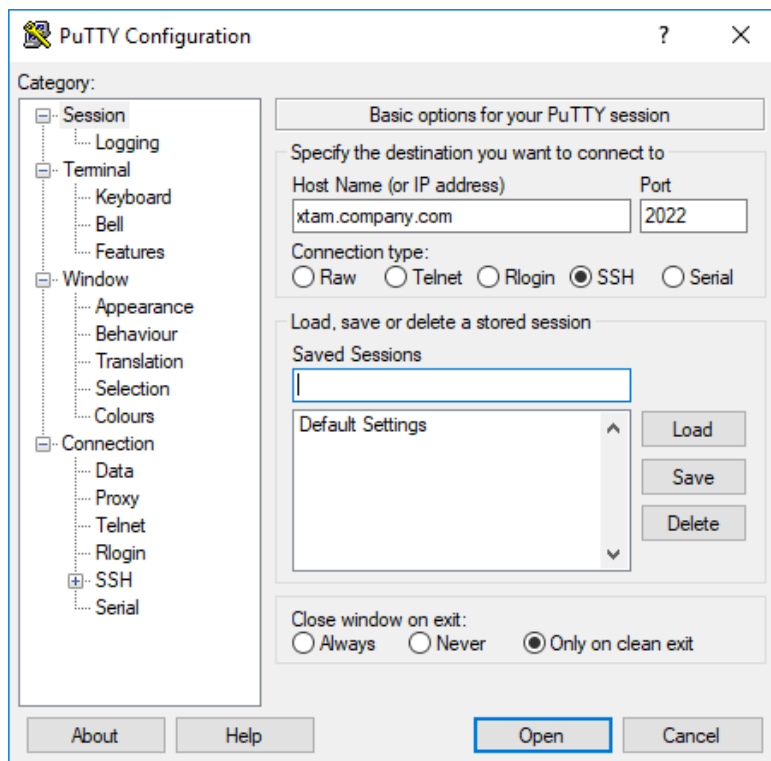 PuTTY Configuration
?
Category:
Session
Logging
Terminal
Keyboard
Bell
Features
Window
Appearance
Behaviour
Translation
Selection
Colours
Connection
Data
Proxy
Telnet
Rlogin
SSH
Serial
Basic options for your PuTTY session
Specify the destination you want to connect to
Host Name (or IP address) Port
xtam.company.com 2022
Connection type:
Raw Telnet Rlogin SSH Serial
Load, save or delete a stored session
Saved Sessions
Default Settings
Load
Save
Delete
Close window on exit:
Always Never Only on clean exit
About Help Open Cancel